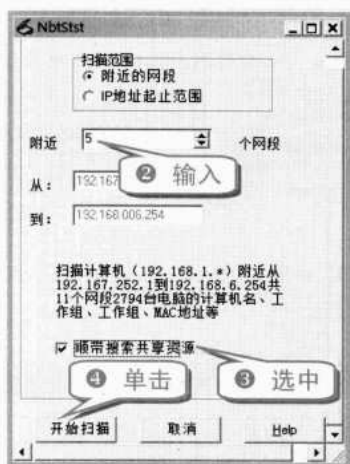 NbtStst
扫描范围
附近的网段
IP地址起止范围
附近 5 个网段
❷ 输入
从: 192.167
到: 192.168.006.254
扫描计算机(192.168.1.*)附近从
192.167.252.1到192.168.6.254共
11个网段2794台电脑的计算机名、工
作组、工作组、MAC地址等
顺带搜索共享资源
❹ 单击
❸ 选中
开始扫描 取消 Help